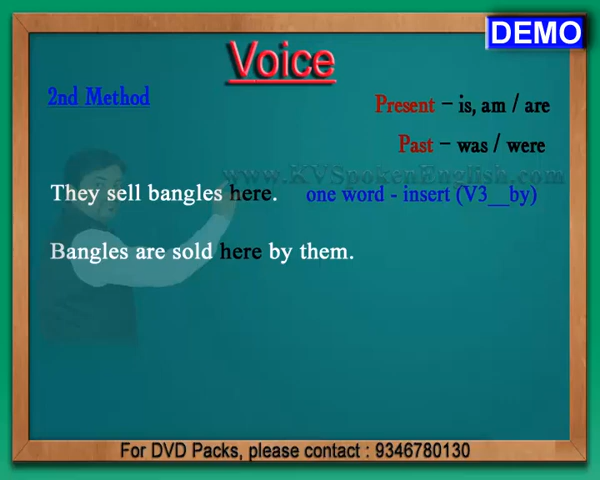 DEMO
Voice
2nd Method
Present – is, am / are
Past – was / were
www.KVSpokenEnglish.com
They sell bangles here. one word - insert (V3__by)
Bangles are sold here by them.
For DVD Packs, please contact : 9346780130